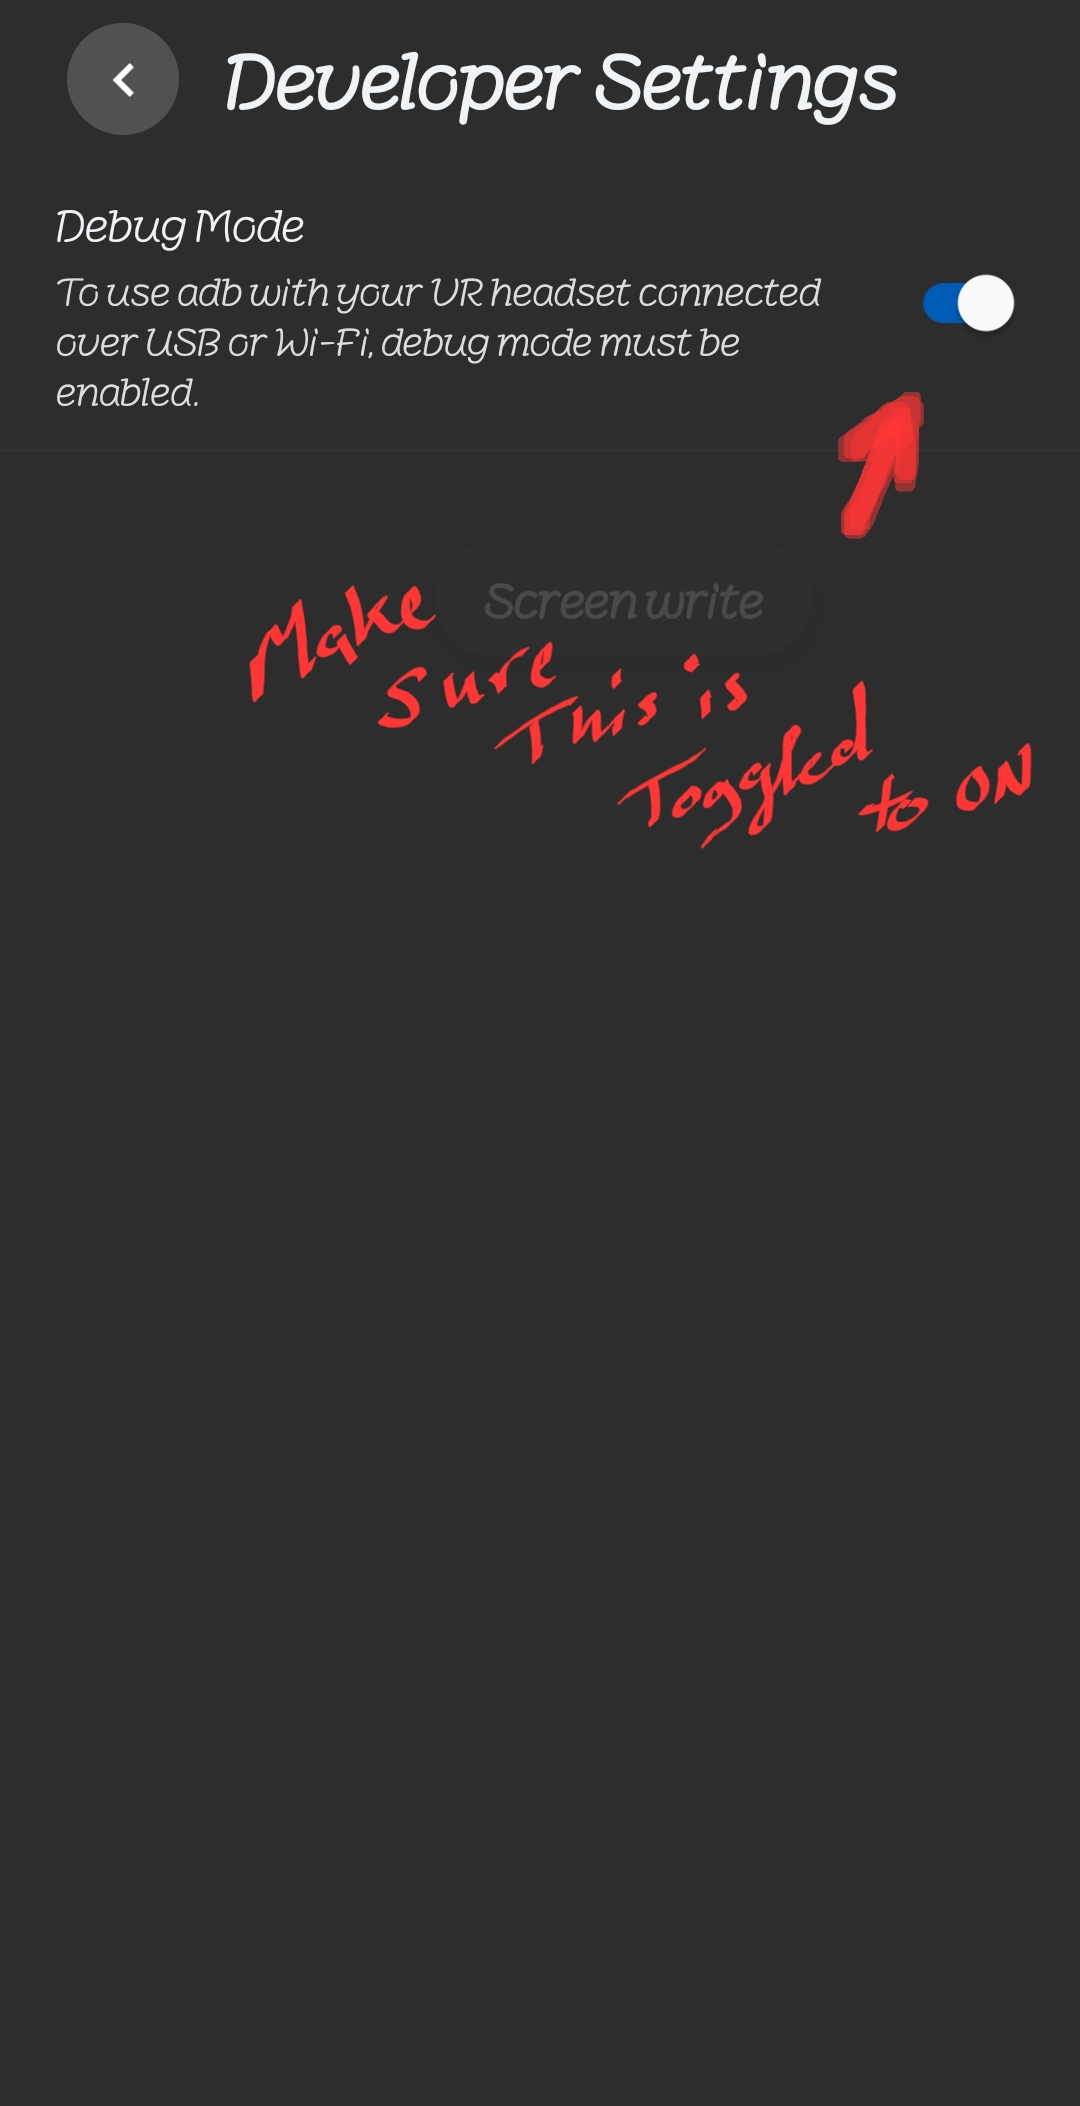 Developer Settings
Debug Mode
To use adb with your VR headset connected
over USB or Wi-Fi, debug mode must be
enabled.
Screen write
Make
Sure
This is
Toggled
to ON